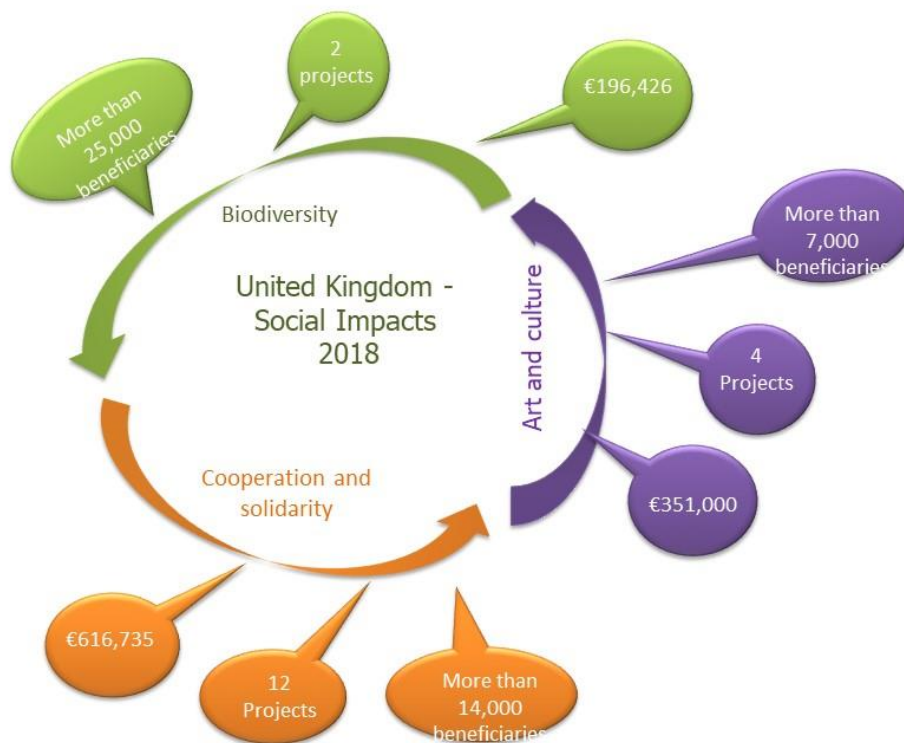 2
projects
€196,426
More than
25,000
beneficiaries
Biodiversity
More than
7,000
beneficiaries
United Kingdom -
Social Impacts
2018
Art and culture
4
Projects
Cooperation and
solidarity
€351,000
€616,735
12
Projects
More than
14,000
beneficiaries